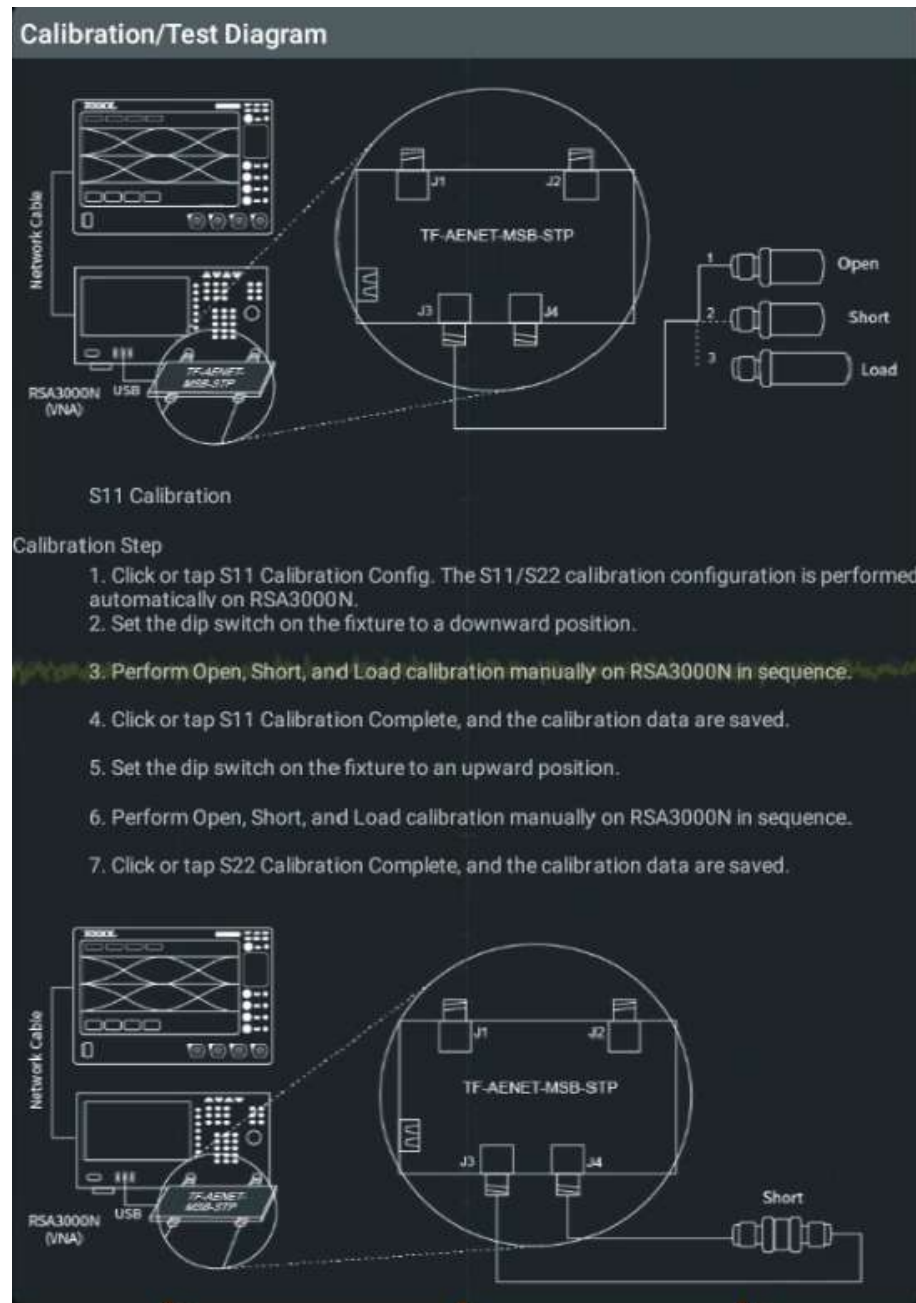 Calibration/Test Diagram
Network Cable
J1
J2
TF-AENET-MSB-STP
J3
J4
1
Open
2
Short
3
Load
TF-AENET-
MSB-STP
RSA3000N
(VNA)
USB
S11 Calibration
Calibration Step
1. Click or tap S11 Calibration Config. The S11/S22 calibration configuration is performed
automatically on RSA3000N.
2. Set the dip switch on the fixture to a downward position.
3. Perform Open, Short, and Load calibration manually on RSA3000N in sequence.
4. Click or tap S11 Calibration Complete, and the calibration data are saved.
5. Set the dip switch on the fixture to an upward position.
6. Perform Open, Short, and Load calibration manually on RSA3000N in sequence.
7. Click or tap S22 Calibration Complete, and the calibration data are saved.
Network Cable
J1
J2
TF-AENET-MSB-STP
J3
J4
Short
TF-AENET-
MSB-STP
RSA3000N
(VNA)
USB